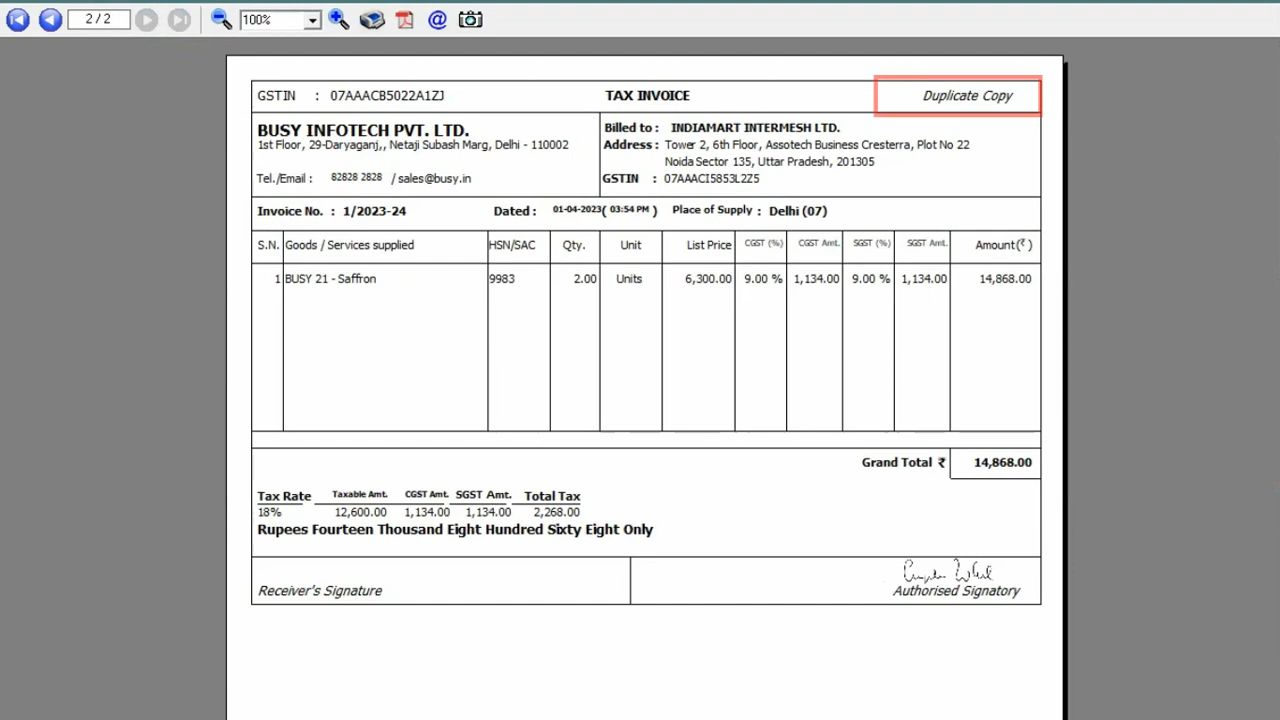 2 / 2 100%
GSTIN : 07AAACB5022A1ZJ TAX INVOICE Duplicate Copy
BUSY INFOTECH PVT. LTD.
1st Floor, 29-Daryaganj,, Netaji Subash Marg, Delhi - 110002
Tel./Email : 82828 2828 / sales@busy.in
Billed to : INDIAMART INTERMESH LTD.
Address : Tower 2, 6th Floor, Assotech Business Cresterra, Plot No 22
Noida Sector 135, Uttar Pradesh, 201305
GSTIN : 07AAACI5853L2Z5
Invoice No. : 1/2023-24 Dated : 01-04-2023( 03:54 PM ) Place of Supply : Delhi (07)
S.N. Goods / Services supplied HSN/SAC Qty. Unit List Price CGST (%) CGST Amt. SGST (%) SGST Amt. Amount(₹ )
1 BUSY 21 - Saffron 9983 2.00 Units 6,300.00 9.00 % 1,134.00 9.00 % 1,134.00 14,868.00
Grand Total ₹ 14,868.00
Tax Rate Taxable Amt. CGST Amt. SGST Amt. Total Tax
18% 12,600.00 1,134.00 1,134.00 2,268.00
Rupees Fourteen Thousand Eight Hundred Sixty Eight Only
Receiver's Signature Authorised Signatory